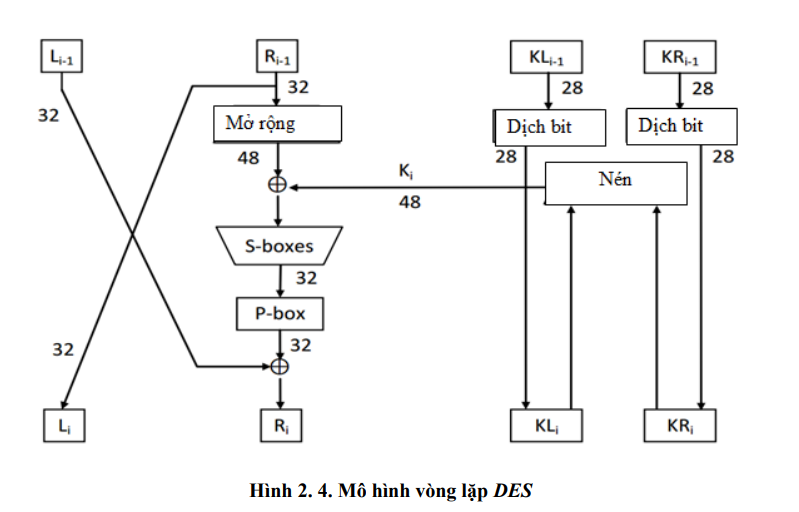 Lᵢ₋₁ Rᵢ₋₁ KLᵢ₋₁ KRᵢ₋₁
32 28 28
32 Mở rộng Dịch bit Dịch bit
48 28 28
Kᵢ Nén
48
S-boxes
32
P-box
32 32
Lᵢ Rᵢ KLᵢ KRᵢ
Hình 2. 4. Mô hình vòng lặp DES